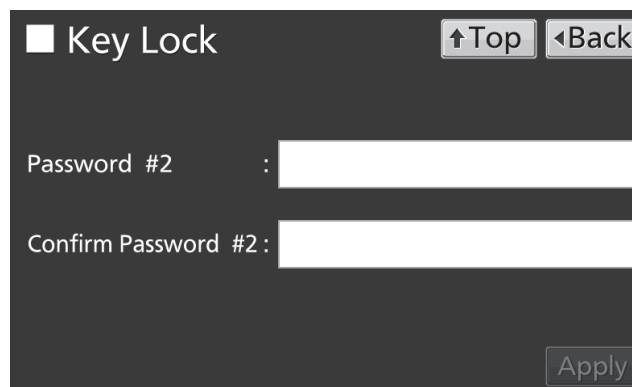 Key Lock
Top
Back
Password #2 :
Confirm Password #2 :
Apply